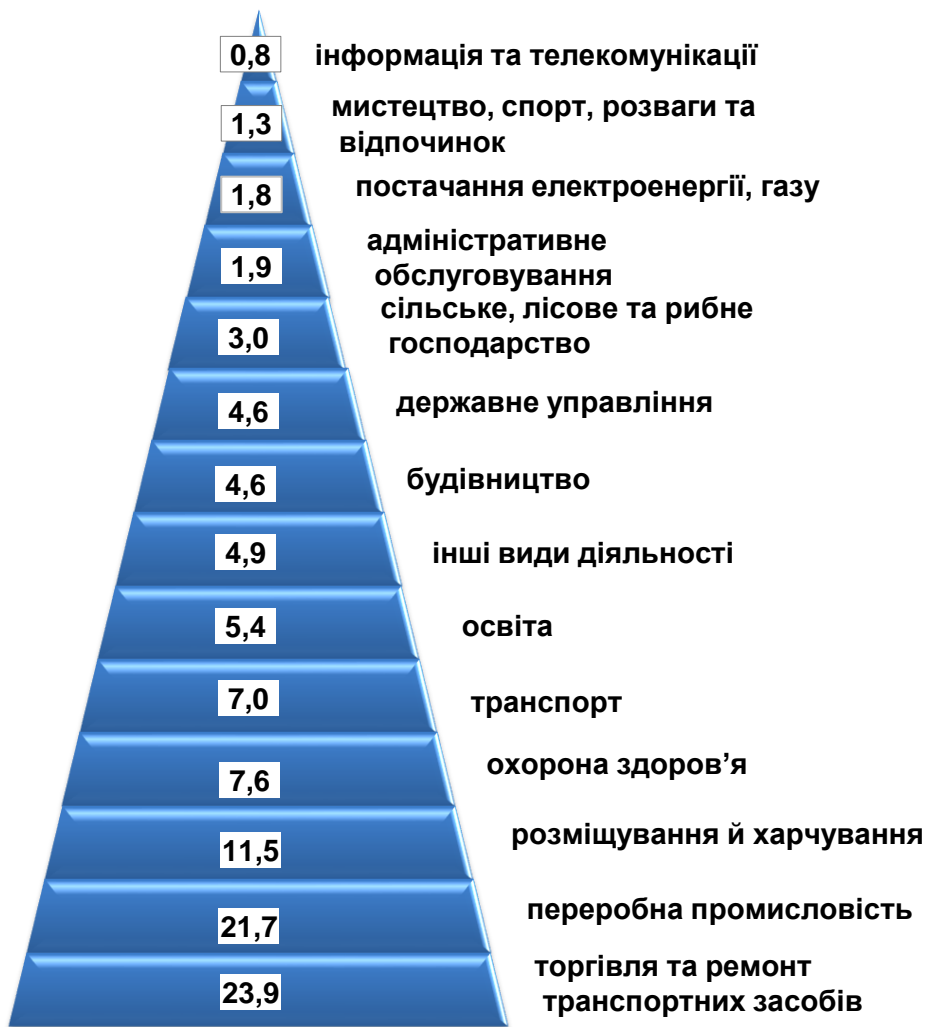 0,8 інформація та телекомунікації
1,3 мистецтво, спорт, розваги та
відпочинок
1,8 постачання електроенергії, газу
адміністративне
1,9 обслуговування
сільське, лісове та рибне
3,0 господарство
4,6 державне управління
4,6 будівництво
4,9 інші види діяльності
5,4 освіта
7,0 транспорт
7,6 охорона здоров’я
11,5 розміщування й харчування
21,7 переробна промисловість
торгівля та ремонт
23,9 транспортних засобів